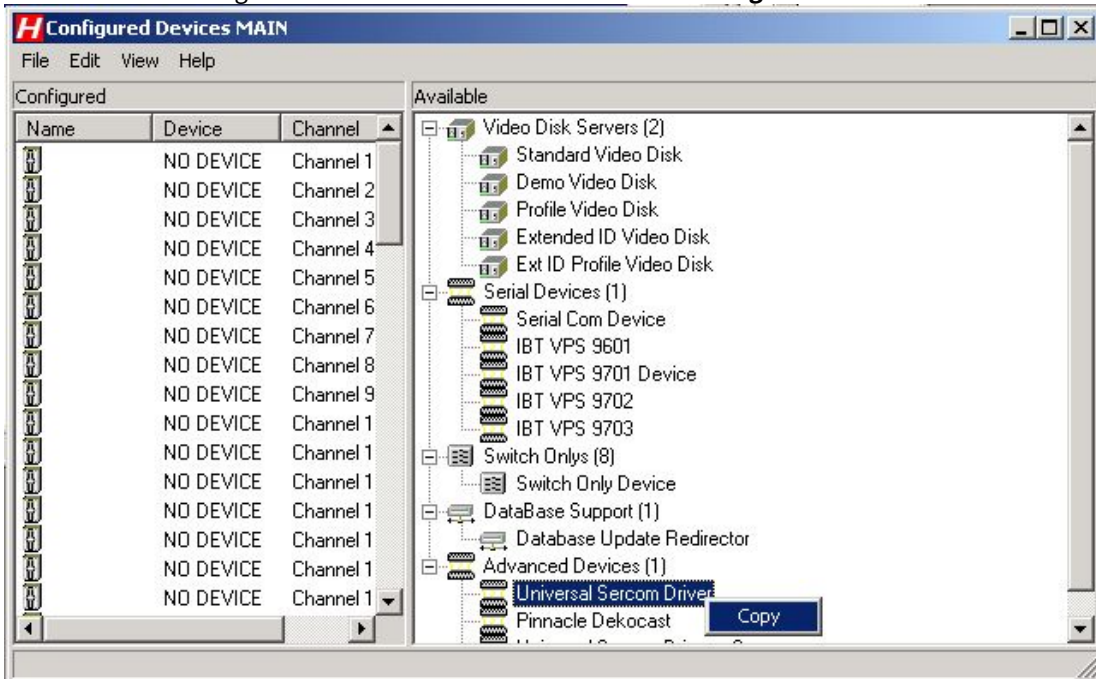 Configured Devices MAIN
File Edit View Help
Configured
Name Device Channel
NO DEVICE Channel 1
NO DEVICE Channel 2
NO DEVICE Channel 3
NO DEVICE Channel 4
NO DEVICE Channel 5
NO DEVICE Channel 6
NO DEVICE Channel 7
NO DEVICE Channel 8
NO DEVICE Channel 9
NO DEVICE Channel 1
NO DEVICE Channel 1
NO DEVICE Channel 1
NO DEVICE Channel 1
NO DEVICE Channel 1
NO DEVICE Channel 1
NO DEVICE Channel 1
Available
Video Disk Servers (2)
Standard Video Disk
Demo Video Disk
Profile Video Disk
Extended ID Video Disk
Ext ID Profile Video Disk
Serial Devices (1)
Serial Com Device
IBT VPS 9601
IBT VPS 9701 Device
IBT VPS 9702
IBT VPS 9703
Switch Onlys (8)
Switch Only Device
DataBase Support (1)
Database Update Redirector
Advanced Devices (1)
Universal Sercom Driver
Pinnacle Dekocast
Copy